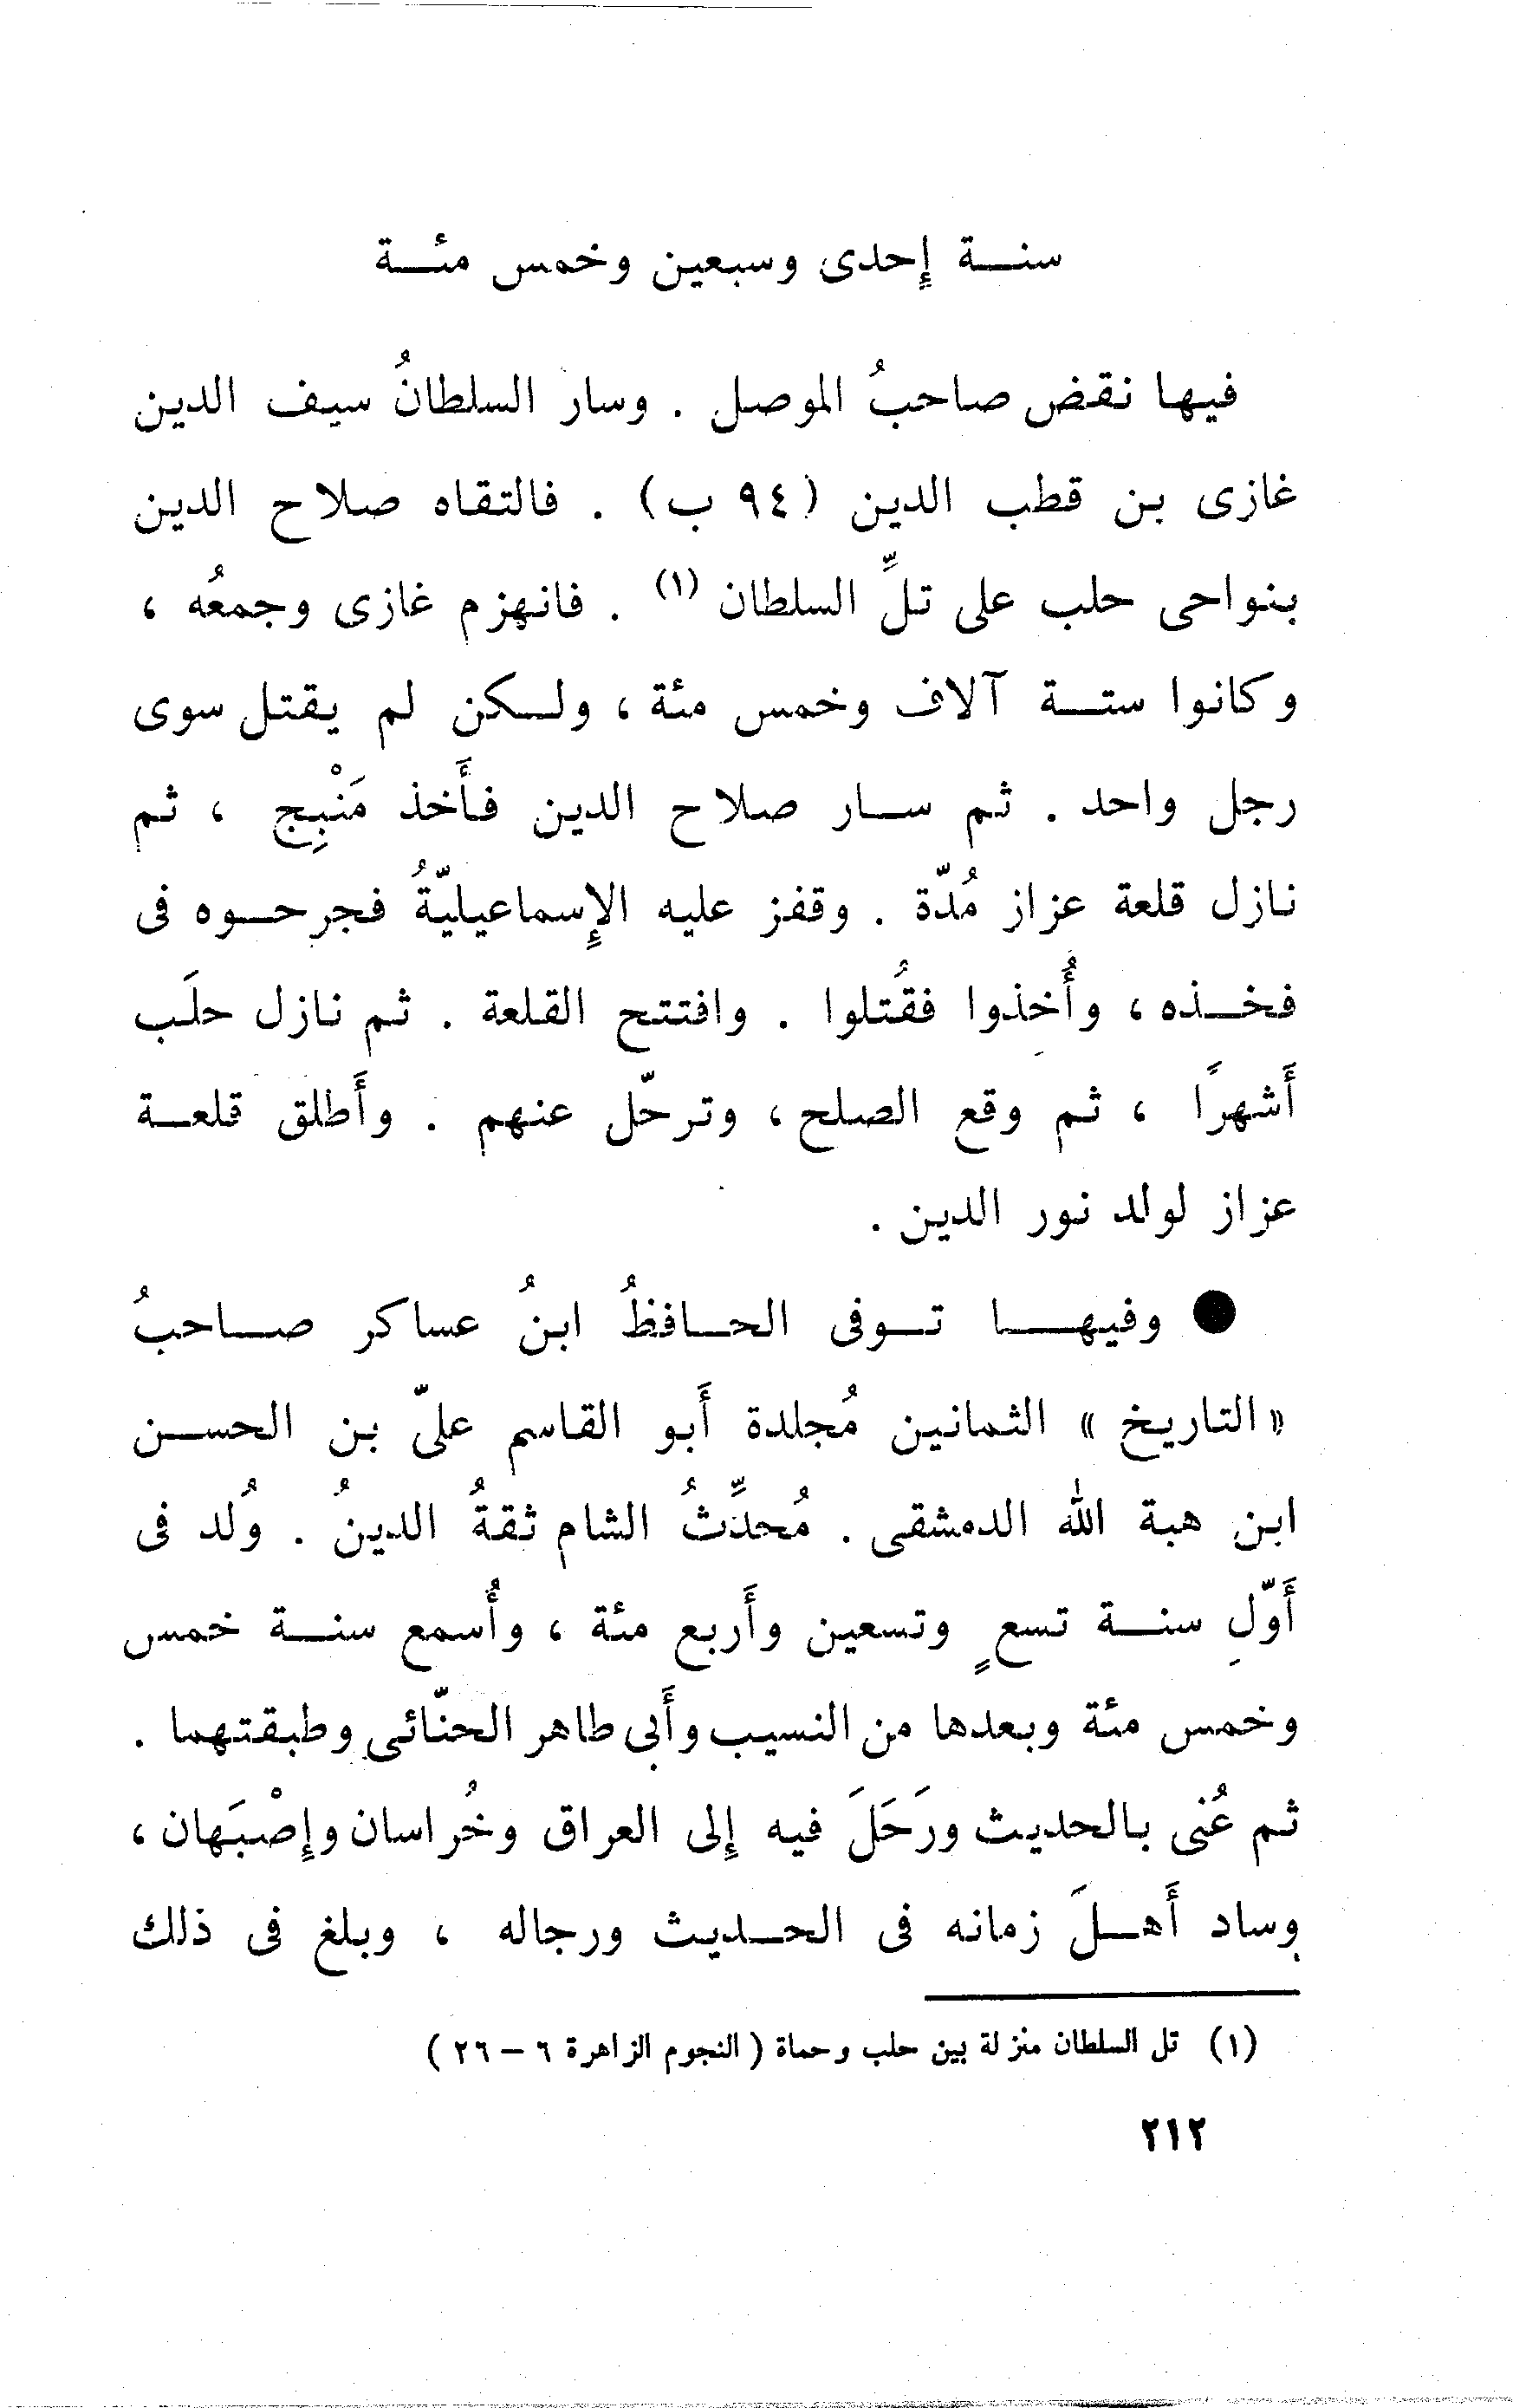 سنة إحدى وسبعين وخمس مئة
فيها نقض صاحبُ الموصل . وسار السلطانُ سيف الدين
غازى بن قطب الدين (٩٤ ب) . فالتقاه صلاح الدين
بنواحى حلب على تلِّ السلطان (١) . فانهزم غازى وجمعُه ،
وكانوا ستة آلاف وخمس مئة ، ولكن لم يقتل سوى
رجل واحد . ثم سار صلاح الدين فأَخذ مَنْبِج ، ثم
نازل قلعة عزاز مُدّة . وقفز عليه الإِسماعيليّةُ فجرحوه فى
فخذه ، وأُخِذوا فقُتلوا . وافتتح القلعة . ثم نازل حلَب
أَشهرًا ، ثم وقع الصلح ، وترحّل عنهم . وأَطلق قلعة
عزاز لولد نور الدين .
● وفيها توفى الحافظُ ابنُ عساكر صاحبُ
« التاريخ » الثمانين مُجلدة أَبو القاسم علىّ بن الحسن
ابن هبة الله الدمشقى . مُحدِّثُ الشام ثقةُ الدينُ . وُلد فى
أَوّلِ سنة تسعٍ وتسعين وأَربع مئة ، وأُسمع سنة خمس
وخمس مئة وبعدها من النسيب وأَبى طاهر الحنّائى وطبقتهما .
ثم عُنى بالحديث ورَحَلَ فيه إِلى العراق وخُراسان وإِصْبَهان ،
وساد أَهلَ زمانه فى الحديث ورجاله ، وبلغ فى ذلك
(١) تل السلطان منزلة بين حلب وحماة ( النجوم الزاهرة ٦ – ٢٦ )
٢١٢